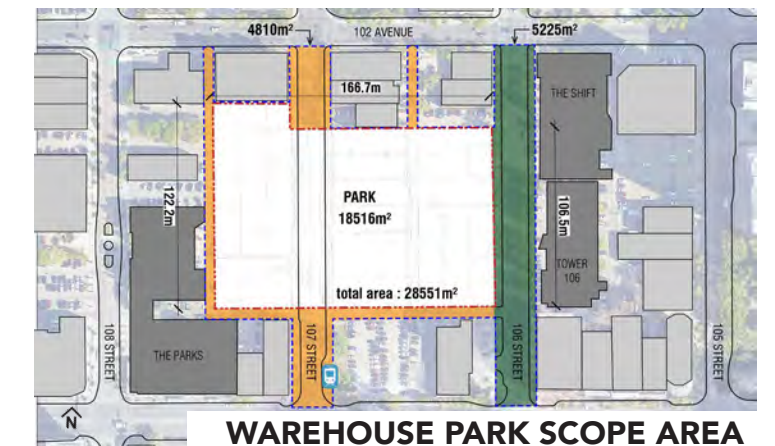 4810m²
102 AVENUE
5225m²
166.7m
THE SHIFT
122.2m
PARK
18516m²
106.5m
TOWER
106
total area : 28551m²
108 STREET
THE PARKS
107 STREET
106 STREET
105 STREET
N
WAREHOUSE PARK SCOPE AREA